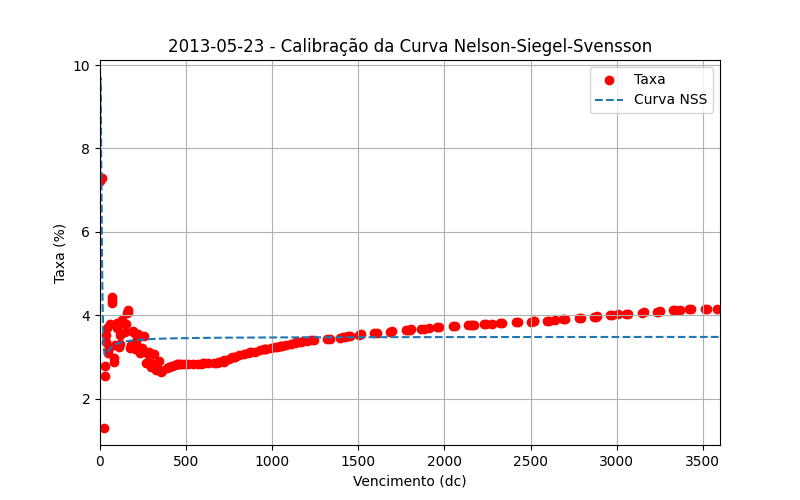 2013-05-23 - Calibração da Curva Nelson-Siegel-Svensson
Taxa
Curva NSS
Taxa (%)
10
8
6
4
2
0 500 1000 1500 2000 2500 3000 3500
Vencimento (dc)